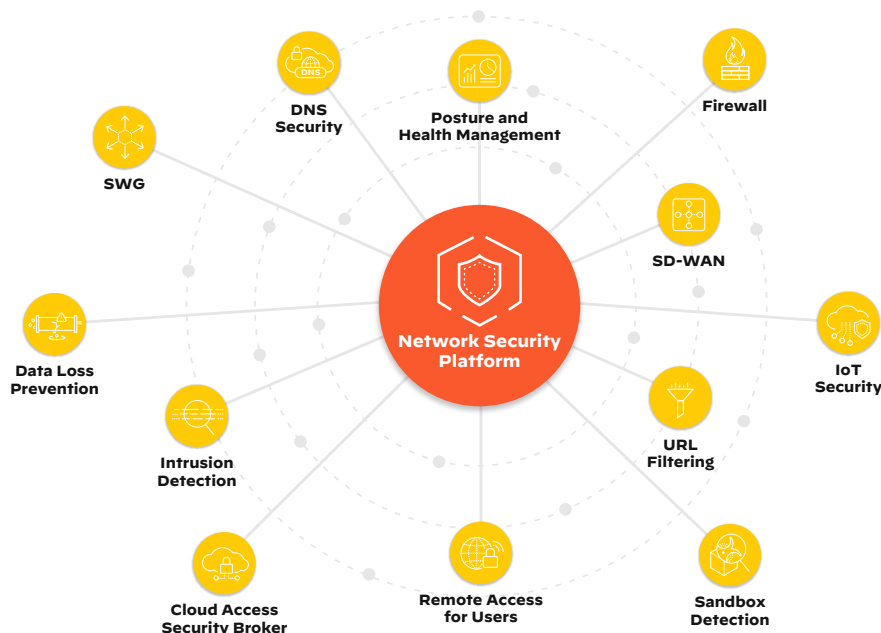 DNS
DNS
Security
Posture and
Health Management
Firewall
SWG
SD-WAN
Network Security
Platform
Data Loss
Prevention
IoT
Security
Intrusion
Detection
URL
Filtering
Cloud Access
Security Broker
Remote Access
for Users
Sandbox
Detection